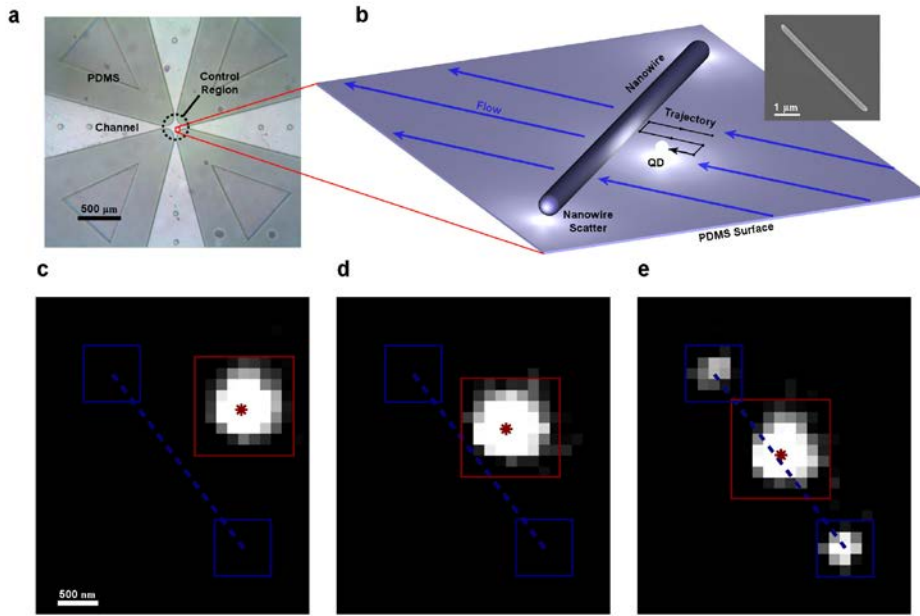 a
PDMS
Control
Region
Channel
500 μm
b
Nanowire
Flow
Trajectory
QD
Nanowire
Scatter
PDMS Surface
1 μm
c
d
e
500 nm